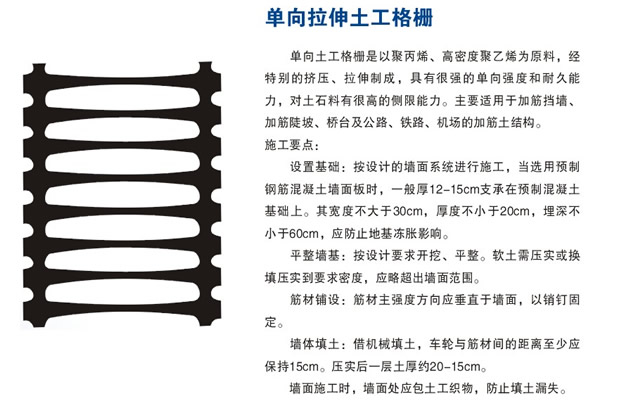 单向拉伸土工格栅
单向土工格栅是以聚丙烯、高密度聚乙烯为原料，经
特别的挤压、拉伸制成，具有很强的单向强度和耐久能
力，对土石料有很高的侧限能力。主要适用于加筋挡墙、
加筋陡坡、桥台及公路、铁路、机场的加筋土结构。
施工要点：
设置基础：按设计的墙面系统进行施工，当选用预制
钢筋混凝土墙面板时，一般厚12-15cm支承在预制混凝土
基础上。其宽度不大于30cm，厚度不小于20cm，埋深不
小于60cm，应防止地基冻胀影响。
平整墙基：按设计要求开挖、平整。软土需压实或换
填压实到要求密度，应略超出墙面范围。
筋材铺设：筋材主强度方向应垂直于墙面，以销钉固
定。
墙体填土：借机械填土，车轮与筋材间的距离至少应
保持15cm。压实后一层土厚约20-15cm。
墙面施工时，墙面处应包土工织物，防止填土漏失。